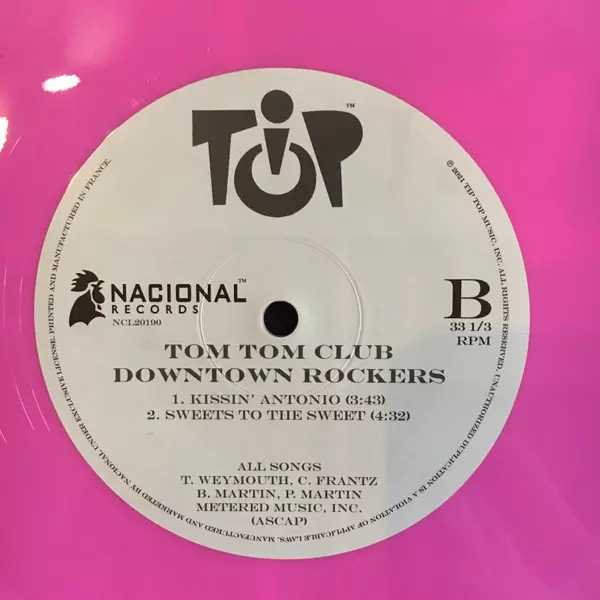 TiP ™
TOP
NACIONAL ™
RECORDS
NCL20190
B
33 1/3
RPM
TOM TOM CLUB
DOWNTOWN ROCKERS
1. KISSIN' ANTONIO (3:43)
2. SWEETS TO THE SWEET (4:32)
ALL SONGS
T. WEYMOUTH, C. FRANTZ
B. MARTIN, P. MARTIN
METERED MUSIC, INC.
(ASCAP)
℗ 2021 TIP TOP MUSIC, INC. ALL RIGHTS RESERVED. UNAUTHORIZED DUPLICATION IS A VIOLATION OF APPLICABLE LAWS. MANUFACTURED AND MARKETED BY NACIONAL UNDER EXCLUSIVE LICENSE. PRINTED AND MANUFACTURED IN FRANCE.